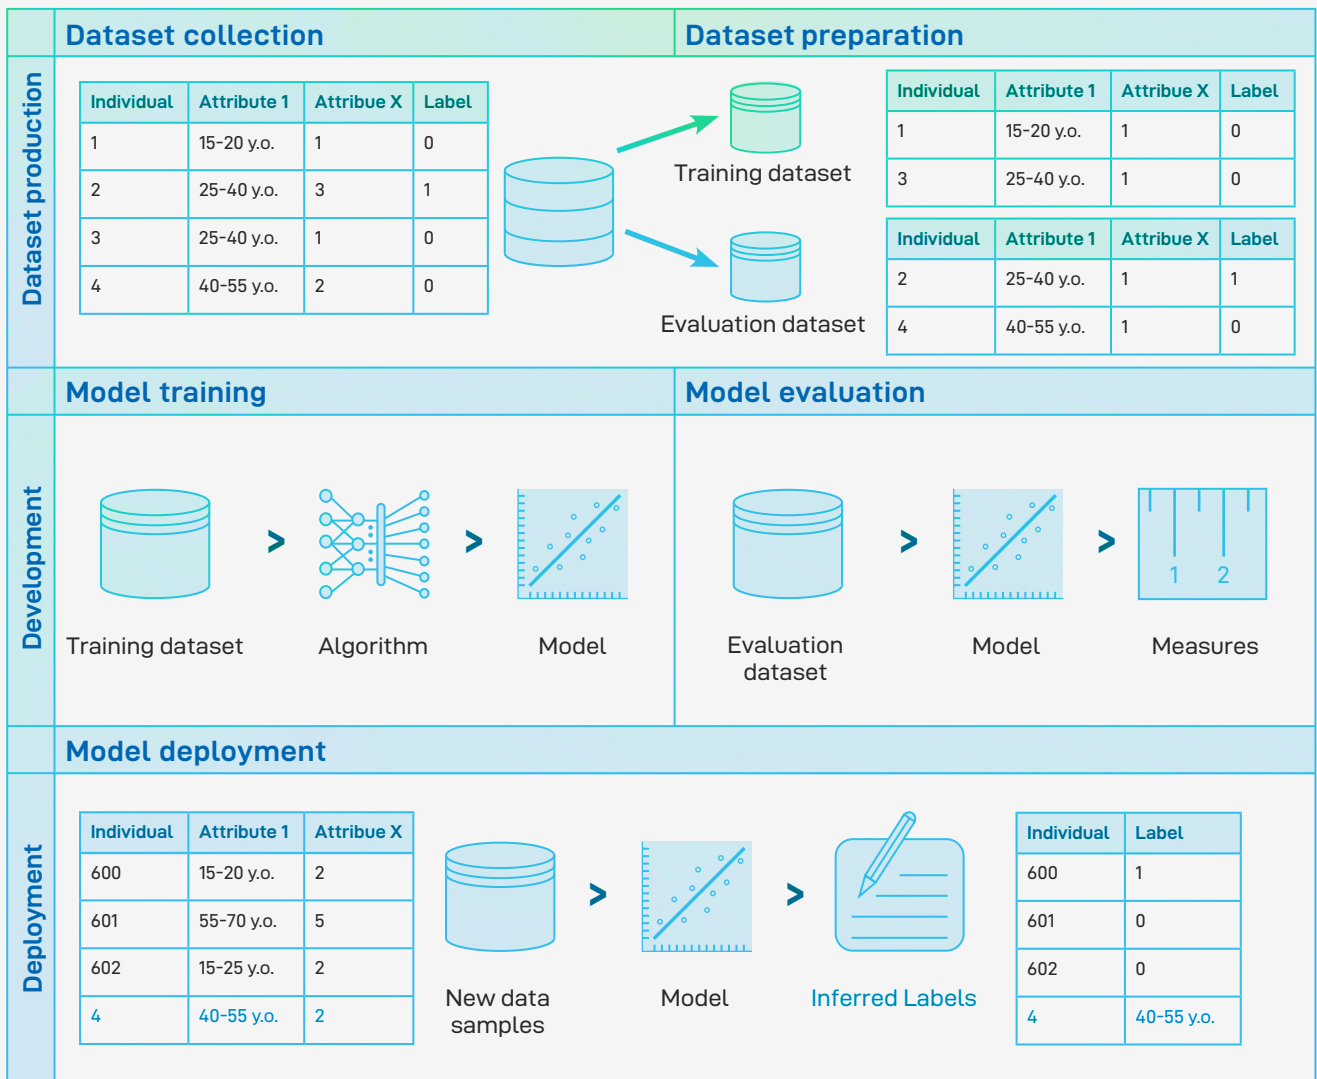 Dataset collection
Dataset preparation
Dataset production
Individual Attribute 1 Attribue X Label
1 15-20 y.o. 1 0
2 25-40 y.o. 3 1
3 25-40 y.o. 1 0
4 40-55 y.o. 2 0
Training dataset
Evaluation dataset
Individual Attribute 1 Attribue X Label
1 15-20 y.o. 1 0
3 25-40 y.o. 1 0
Individual Attribute 1 Attribue X Label
2 25-40 y.o. 1 1
4 40-55 y.o. 1 0
Model training
Model evaluation
Development
>
>
Training dataset
Algorithm
Model
>
>
1 2
Evaluation
dataset
Model
Measures
Model deployment
Deployment
Individual Attribute 1 Attribue X
600 15-20 y.o. 2
601 55-70 y.o. 5
602 15-25 y.o. 2
4 40-55 y.o. 2
>
>
New data
samples
Model
Inferred Labels
Individual Label
600 1
601 0
602 0
4 40-55 y.o.